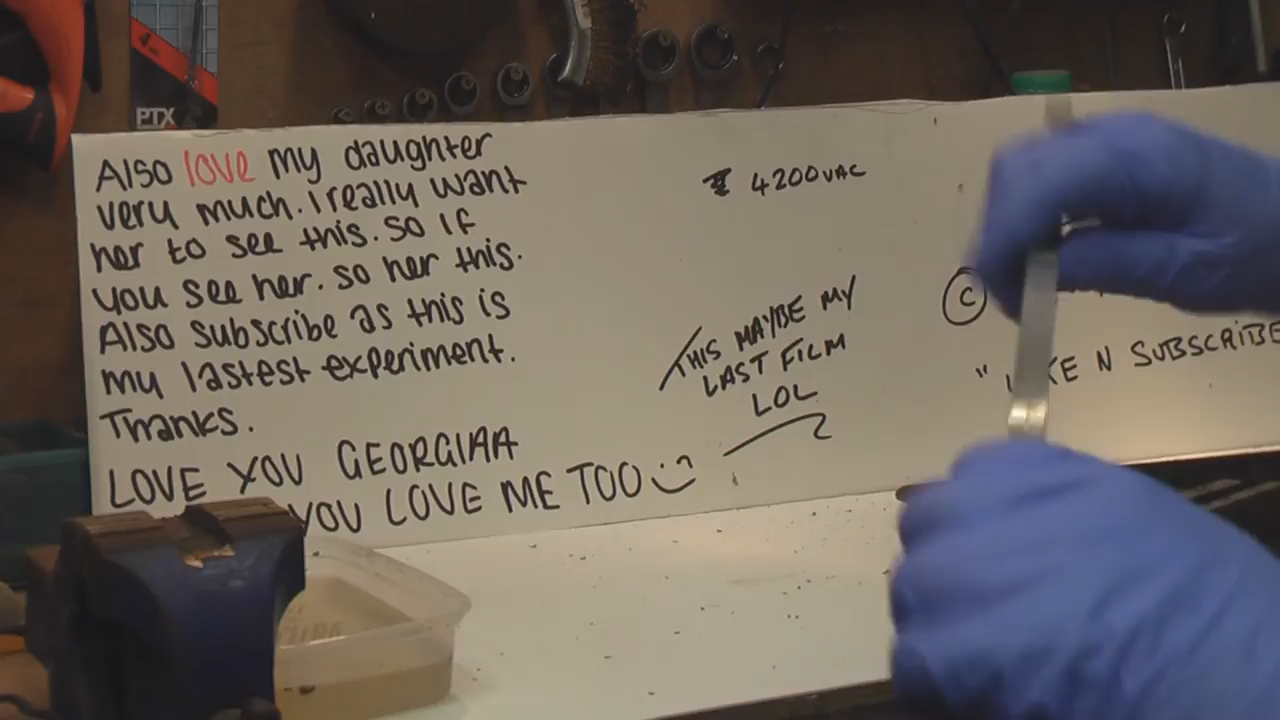 PTX
Also love my daughter
very much. I really want
her to see this. so if
you see her. so her this.
Also subscribe as this is
my lastest experiment.
Thanks.
LOVE YOU GEORGIAA
YOU LOVE ME TOO
4200VAC
THIS MAYBE MY
LAST FILM
LOL
©
" KE N SUBSCRIBE